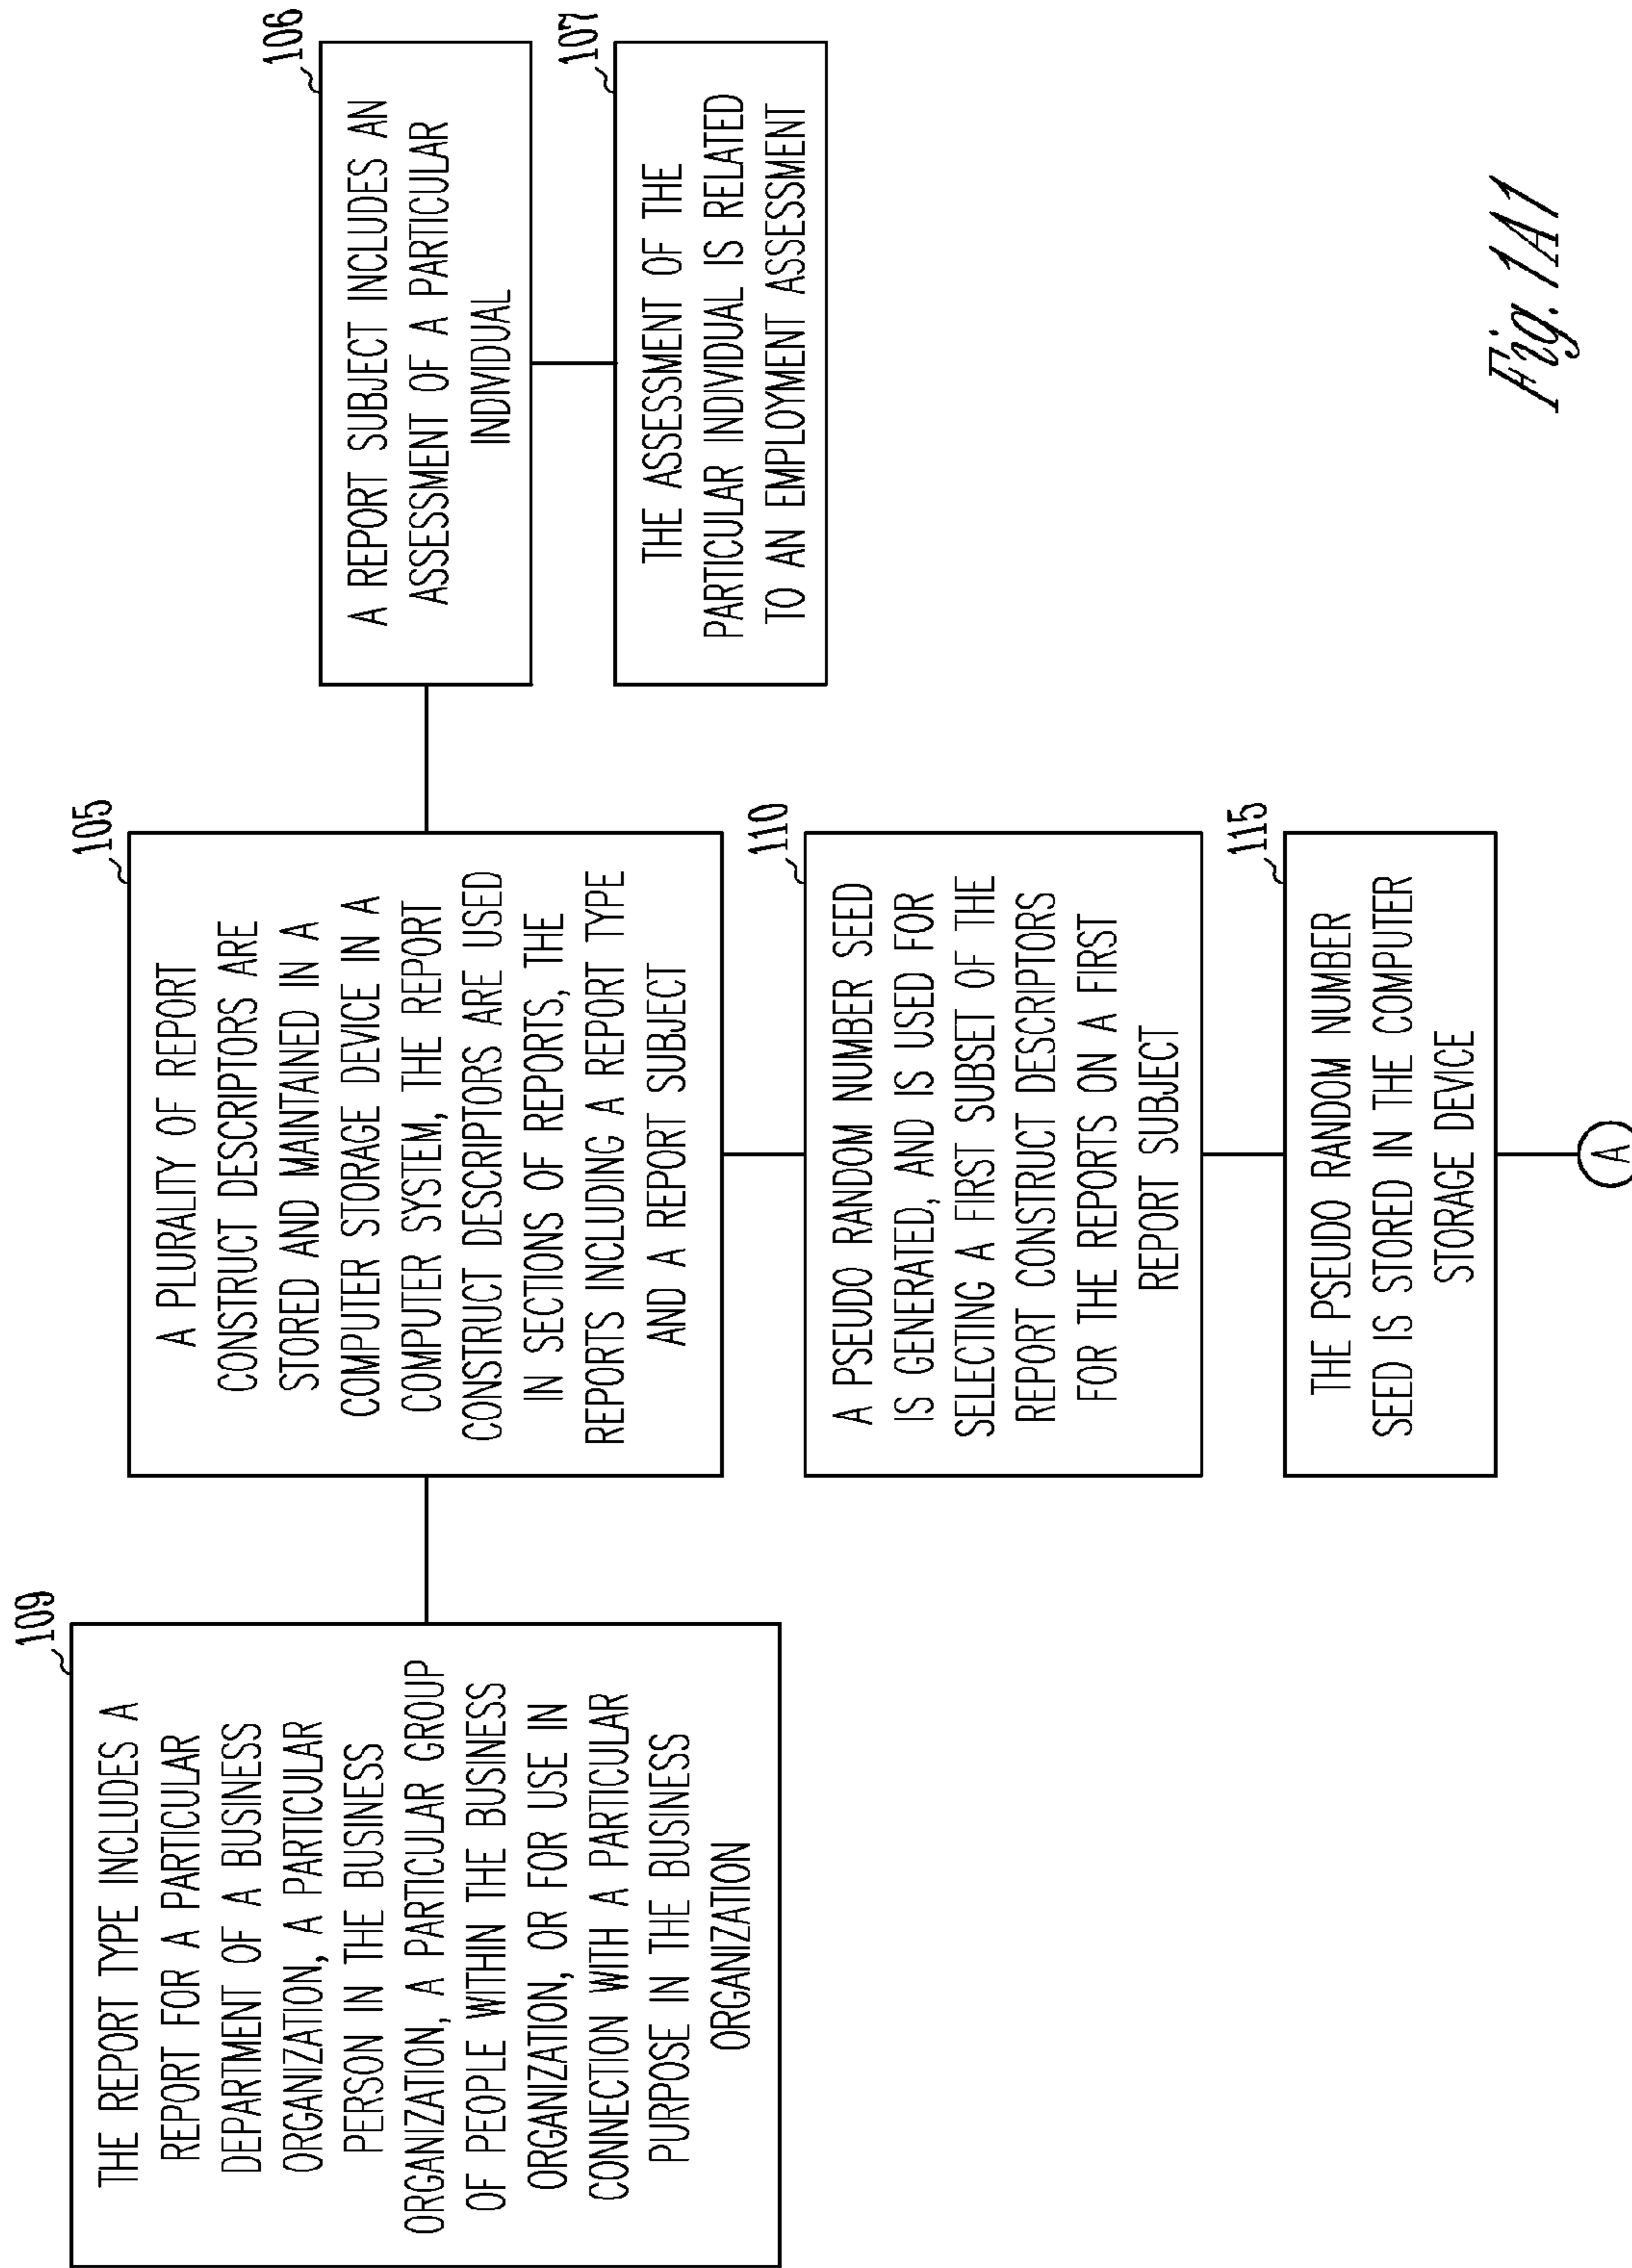 109
THE REPORT TYPE INCLUDES A
REPORT FOR A PARTICULAR
DEPARTMENT OF A BUSINESS
ORGANIZATION, A PARTICULAR
PERSON IN THE BUSINESS
ORGANIZATION, A PARTICULAR GROUP
OF PEOPLE WITHIN THE BUSINESS
ORGANIZATION, OR FOR USE IN
CONNECTION WITH A PARTICULAR
PURPOSE IN THE BUSINESS
ORGANIZATION
105
A PLURALITY OF REPORT
CONSTRUCT DESCRIPTORS ARE
STORED AND MAINTAINED IN A
COMPUTER STORAGE DEVICE IN A
COMPUTER SYSTEM, THE REPORT
CONSTRUCT DESCRIPTORS ARE USED
IN SECTIONS OF REPORTS, THE
REPORTS INCLUDING A REPORT TYPE
AND A REPORT SUBJECT
106
A REPORT SUBJECT INCLUDES AN
ASSESSMENT OF A PARTICULAR
INDIVIDUAL
107
THE ASSESSMENT OF THE
PARTICULAR INDIVIDUAL IS RELATED
TO AN EMPLOYMENT ASSESSMENT
110
A PSEUDO RANDOM NUMBER SEED
IS GENERATED, AND IS USED FOR
SELECTING A FIRST SUBSET OF THE
REPORT CONSTRUCT DESCRIPTORS
FOR THE REPORTS ON A FIRST
REPORT SUBJECT
115
THE PSEUDO RANDOM NUMBER
SEED IS STORED IN THE COMPUTER
STORAGE DEVICE
A
Fig. 1A1